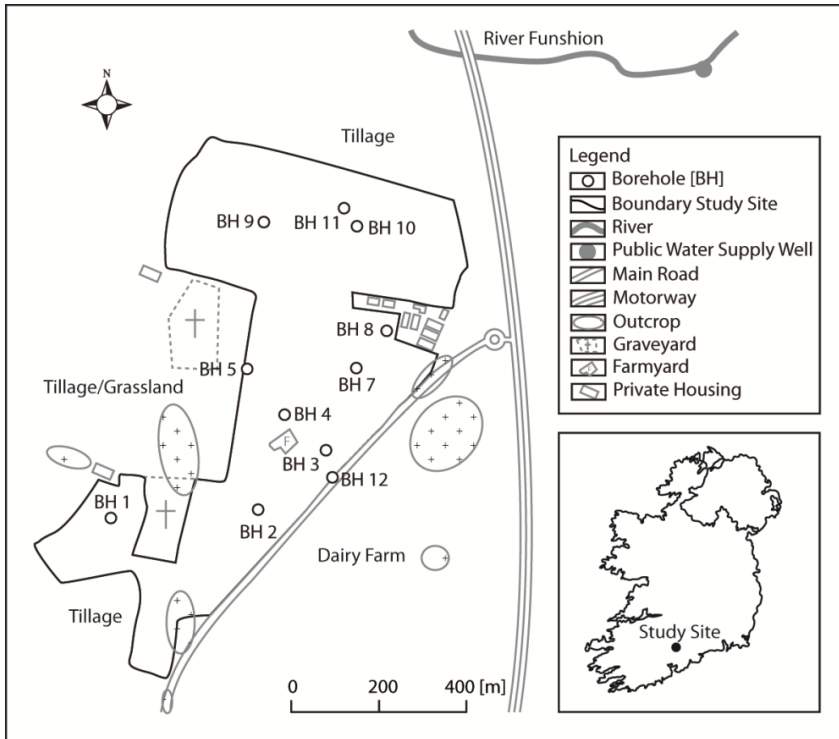 River Funshion
N
Tillage
BH 9
BH 11
BH 10
BH 8
BH 5
BH 7
Tillage/Grassland
BH 4
F
BH 3
BH 12
BH 1
BH 2
Dairy Farm
Tillage
0 200 400 [m]
Legend
Borehole [BH]
Boundary Study Site
River
Public Water Supply Well
Main Road
Motorway
Outcrop
Graveyard
F
Farmyard
Private Housing
Study Site